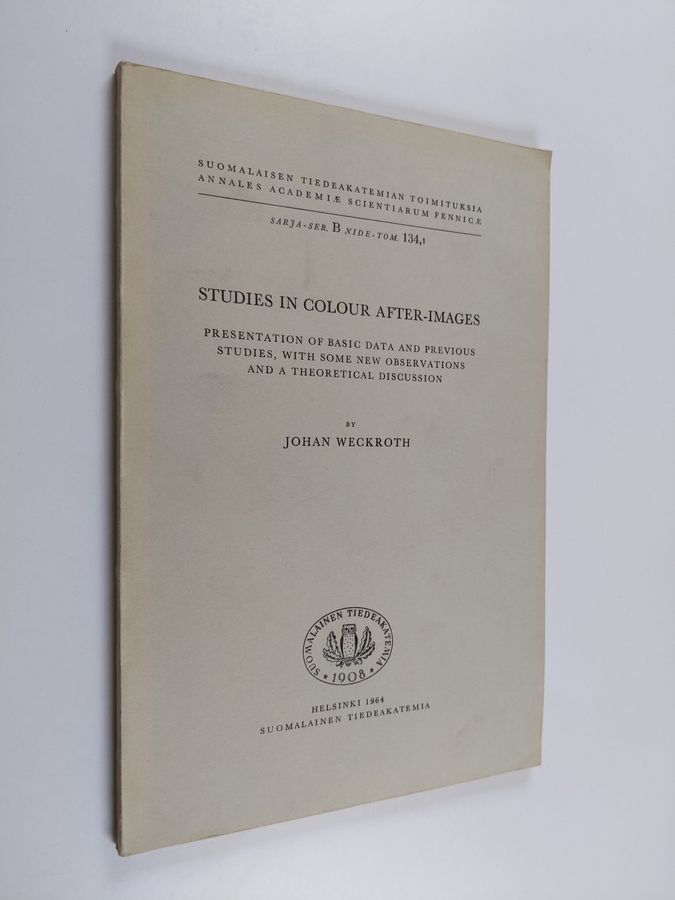 SUOMALAISEN TIEDEAKATEMIAN TOIMITUKSIA
ANNALES ACADEMIÆ SCIENTIARUM FENNICÆ
SARJA-SER. B NIDE-TOM. 134,1
STUDIES IN COLOUR AFTER-IMAGES
PRESENTATION OF BASIC DATA AND PREVIOUS
STUDIES, WITH SOME NEW OBSERVATIONS
AND A THEORETICAL DISCUSSION
BY
JOHAN WECKROTH
SUOMALAINEN TIEDEAKATEMIA
1908
HELSINKI 1964
SUOMALAINEN TIEDEAKATEMIA